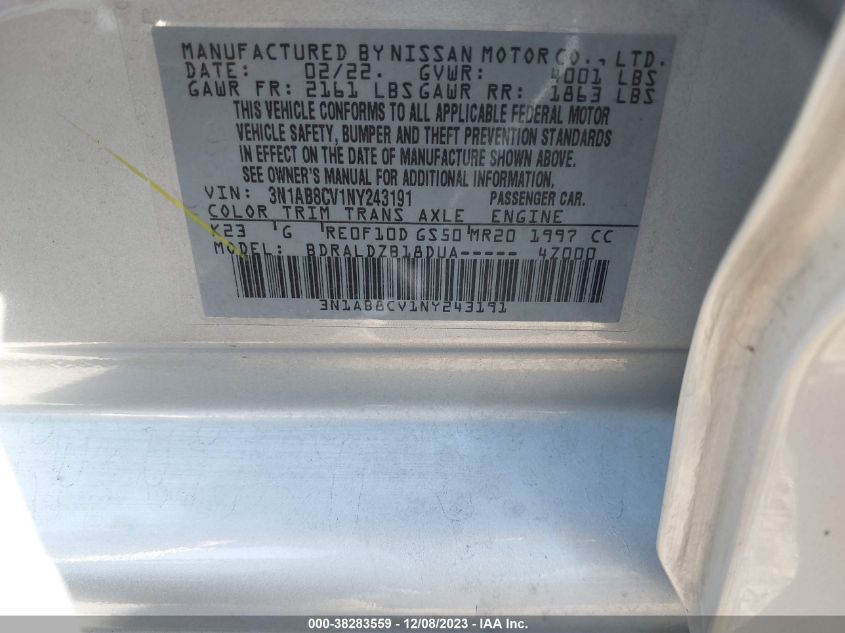 MANUFACTURED BY NISSAN MOTOR CO., LTD.
DATE: 02/22. GVWR: 4001 LBS
GAWR FR: 2161 LBS GAWR RR: 1863 LBS
THIS VEHICLE CONFORMS TO ALL APPLICABLE FEDERAL MOTOR
VEHICLE SAFETY, BUMPER AND THEFT PREVENTION STANDARDS
IN EFFECT ON THE DATE OF MANUFACTURE SHOWN ABOVE.
SEE OWNER'S MANUAL FOR ADDITIONAL INFORMATION.
VIN: 3N1AB8CV1NY243191 PASSENGER CAR.
COLOR TRIM TRANS AXLE ENGINE
K23 G RE0F10D GS50 MR20 1997 CC
MODEL: BDRALDZB18DUA----- 4Z000
3N1AB8CV1NY243191
000-38283559 - 12/08/2023 - COPYRIGHT IAA, INC.